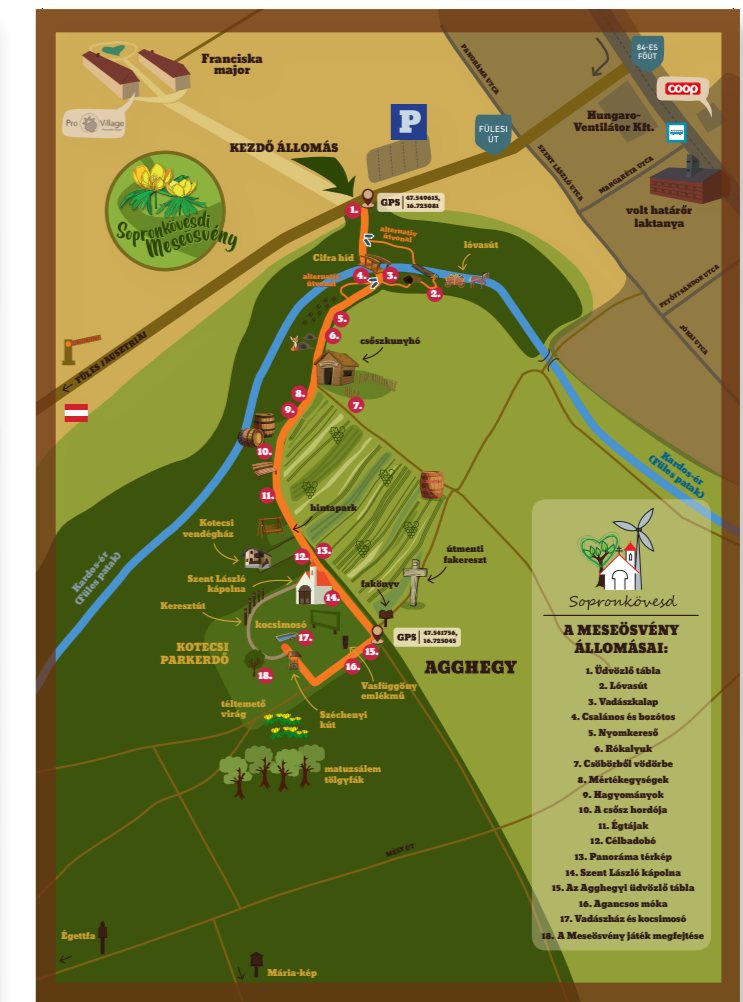 Franciska
major
Pro Village
Sopronkövesdi
Meseösvény
KEZDŐ ÁLLOMÁS
P
FÜLESI
ÚT
PANORÁMA UTCA
84-ES
FŐÚT
coop
Hungaro-
Ventilátor Kft.
SZENT LÁSZLÓ UTCA
MARGARÉTA UTCA
volt határőr
laktanya
PETŐFI SÁNDOR UTCA
JÓKAI UTCA
1.
GPS 47.549615,
16.725081
alternatív
útvonal
Cifra híd
lóvasút
alternatív
útvonal
4.
3.
2.
5.
6.
csőszkunyhó
FÜLES (AUSZTRIA)
8.
9.
7.
10.
11.
Kardos-ér
(Füles patak)
hintapark
Kotecsi
vendégház
12.
13.
útmenti
fakereszt
Kardos-ér
(Füles patak)
Szent László
kápolna
14.
fakönyv
Keresztút
kocsimosó
17.
GPS 47.541756,
16.725045
KOTECSI
PARKERDŐ
15.
16.
18.
AGGHEGY
Vasfüggöny
emlékmű
téltemető
virág
Széchenyi
kút
matuzsálem
tölgyfák
MÉLY ÚT
Égettfa
Mária-kép
Sopronkövesd
A MESEÖSVÉNY
ÁLLOMÁSAI:
1. Üdvözlő tábla
2. Lóvasút
3. Vadászkalap
4. Csalános és bozótos
5. Nyomkereső
6. Rókalyuk
7. Csöbörből vödörbe
8. Mértékegységek
9. Hagyományok
10. A csősz hordója
11. Égtájak
12. Célbadobó
13. Panoráma térkép
14. Szent László kápolna
15. Az Agghegyi üdvözlő tábla
16. Agancsos móka
17. Vadászház és kocsimosó
18. A Meseösvény játék megfejtése